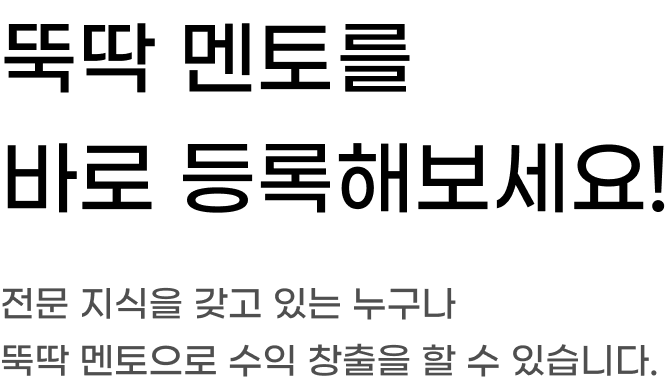 뚝딱 멘토를
바로 등록해보세요!
전문 지식을 갖고 있는 누구나
뚝딱 멘토으로 수익 창출을 할 수 있습니다.